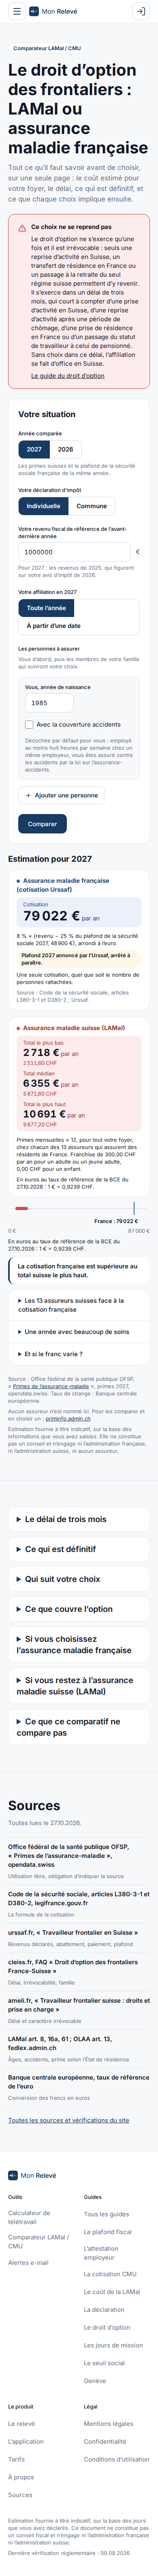 Mon Relevé
Comparateur LAMal / CMU
Le droit d'option
des frontaliers :
LAMal ou
assurance
maladie française
Tout ce qu'il faut savoir avant de choisir,
sur une seule page : le coût estimé pour
votre foyer, le délai, ce qui est définitif, et
ce que chaque choix implique ensuite.
Ce choix ne se reprend pas
Le droit d'option ne s'exerce qu'une
fois et il est irrévocable : seuls une
reprise d'activité en Suisse, un
transfert de résidence en France ou
un passage à la retraite du seul
régime suisse permettent d'y revenir.
Il s'exerce dans un délai de trois
mois, qui court à compter d'une prise
d'activité en Suisse, d'une reprise
d'activité après une période de
chômage, d'une prise de résidence
en France ou d'un passage du statut
de travailleur à celui de pensionné.
Sans choix dans ce délai, l'affiliation
se fait d'office en Suisse.
Le guide du droit d'option
Votre situation
Année comparée
2027
2026
Les primes suisses et le plafond de la sécurité
sociale française de la même année.
Votre déclaration d'impôt
Individuelle
Commune
Votre revenu fiscal de référence de l'avant-
dernière année
1000000
€
Pour 2027 : les revenus de 2025, qui figurent
sur votre avis d'impôt de 2026.
Votre affiliation en 2027
Toute l'année
À partir d'une date
Les personnes à assurer
Vous d'abord, puis les membres de votre famille
qui suivront votre choix.
Vous, année de naissance
1985
Avec la couverture accidents
Décochée par défaut pour vous : employé
au moins huit heures par semaine chez un
même employeur, vous êtes déjà assuré contre
les accidents par la loi sur l'assurance-
accidents.
Ajouter une personne
Comparer
Estimation pour 2027
Assurance maladie française
(cotisation Urssaf)
Cotisation
79 022 € par an
8 % × (revenu − 25 % du plafond de la sécurité
sociale 2027, 48 900 €), arrondi à l'euro.
Plafond 2027 annoncé par l'Urssaf, arrêté à
paraître.
Une seule cotisation, quel que soit le nombre de
personnes rattachées.
Source : Code de la sécurité sociale, articles
L380-3-1 et D380-2 ; Urssaf.
Assurance maladie suisse (LAMal)
Total le plus bas
2 718 € par an
2 511,60 CHF
Total médian
6 355 € par an
5 871,60 CHF
Total le plus haut
10 691 € par an
9 877,20 CHF
Primes mensuelles × 12, pour tout votre foyer,
chez chacun des 13 assureurs qui assurent des
résidents de France. Franchise de 300,00 CHF
par an pour un adulte ou un jeune adulte,
0,00 CHF pour un enfant.
En euros au taux de référence de la BCE du
27.10.2026 : 1 € = 0,9239 CHF.
France : 79 022 €
0 €
87 000 €
En euros au taux de référence de la BCE du
27.10.2026 : 1 € = 0,9239 CHF.
La cotisation française est supérieure au
total suisse le plus haut.
Les 13 assureurs suisses face à la
cotisation française
Une année avec beaucoup de soins
Et si le franc varie ?
Source : Office fédéral de la santé publique OFSP,
« Primes de l'assurance-maladie », primes 2027,
opendata.swiss. Taux de change : Banque centrale
européenne.
Aucun assureur n'est nommé ici. Pour les comparer et
en choisir un : priminfo.admin.ch
Estimation fournie à titre indicatif, sur la base des
informations que vous avez saisies. Elle ne constitue
pas un conseil et n'engage ni l'administration française,
ni l'administration suisse, ni aucun assureur.
Le délai de trois mois
Ce qui est définitif
Qui suit votre choix
Ce que couvre l'option
Si vous choisissez
l'assurance maladie française
Si vous restez à l'assurance
maladie suisse (LAMal)
Ce que ce comparatif ne
compare pas
Sources
Toutes lues le 27.10.2026.
Office fédéral de la santé publique OFSP,
« Primes de l'assurance-maladie »,
opendata.swiss
Utilisation libre, obligation d'indiquer la source
Code de la sécurité sociale, articles L380-3-1 et
D380-2, legifrance.gouv.fr
La formule de la cotisation
urssaf.fr, « Travailleur frontalier en Suisse »
Revenus déclarés, abattement, paiement, plafond
cleiss.fr, FAQ « Droit d'option des frontaliers
France-Suisse »
Délai, irrévocabilité, famille
ameli.fr, « Travailleur frontalier suisse : droits et
prise en charge »
Délai et caractère irrévocable
LAMal art. 8, 16a, 61 ; OLAA art. 13,
fedlex.admin.ch
Âges, accidents, prime selon l'État de résidence
Banque centrale européenne, taux de référence
de l'euro
Conversion des francs en euros
Toutes les sources et vérifications du site
Mon Relevé
Outils
Calculateur de
télétravail
Comparateur LAMal /
CMU
Alertes e-mail
Guides
Tous les guides
Le plafond fiscal
L'attestation
employeur
La cotisation CMU
Le coût de la LAMal
La déclaration
Le droit d'option
Les jours de mission
Le seuil social
Genève
Le produit
Le relevé
L'application
Tarifs
À propos
Sources
Légal
Mentions légales
Confidentialité
Conditions d'utilisation
Estimation fournie à titre indicatif, sur la base des jours
que vous avez déclarés. Ce document ne constitue pas
un conseil fiscal et n'engage ni l'administration française
ni l'administration suisse.
Dernière vérification réglementaire : 09.09.2026